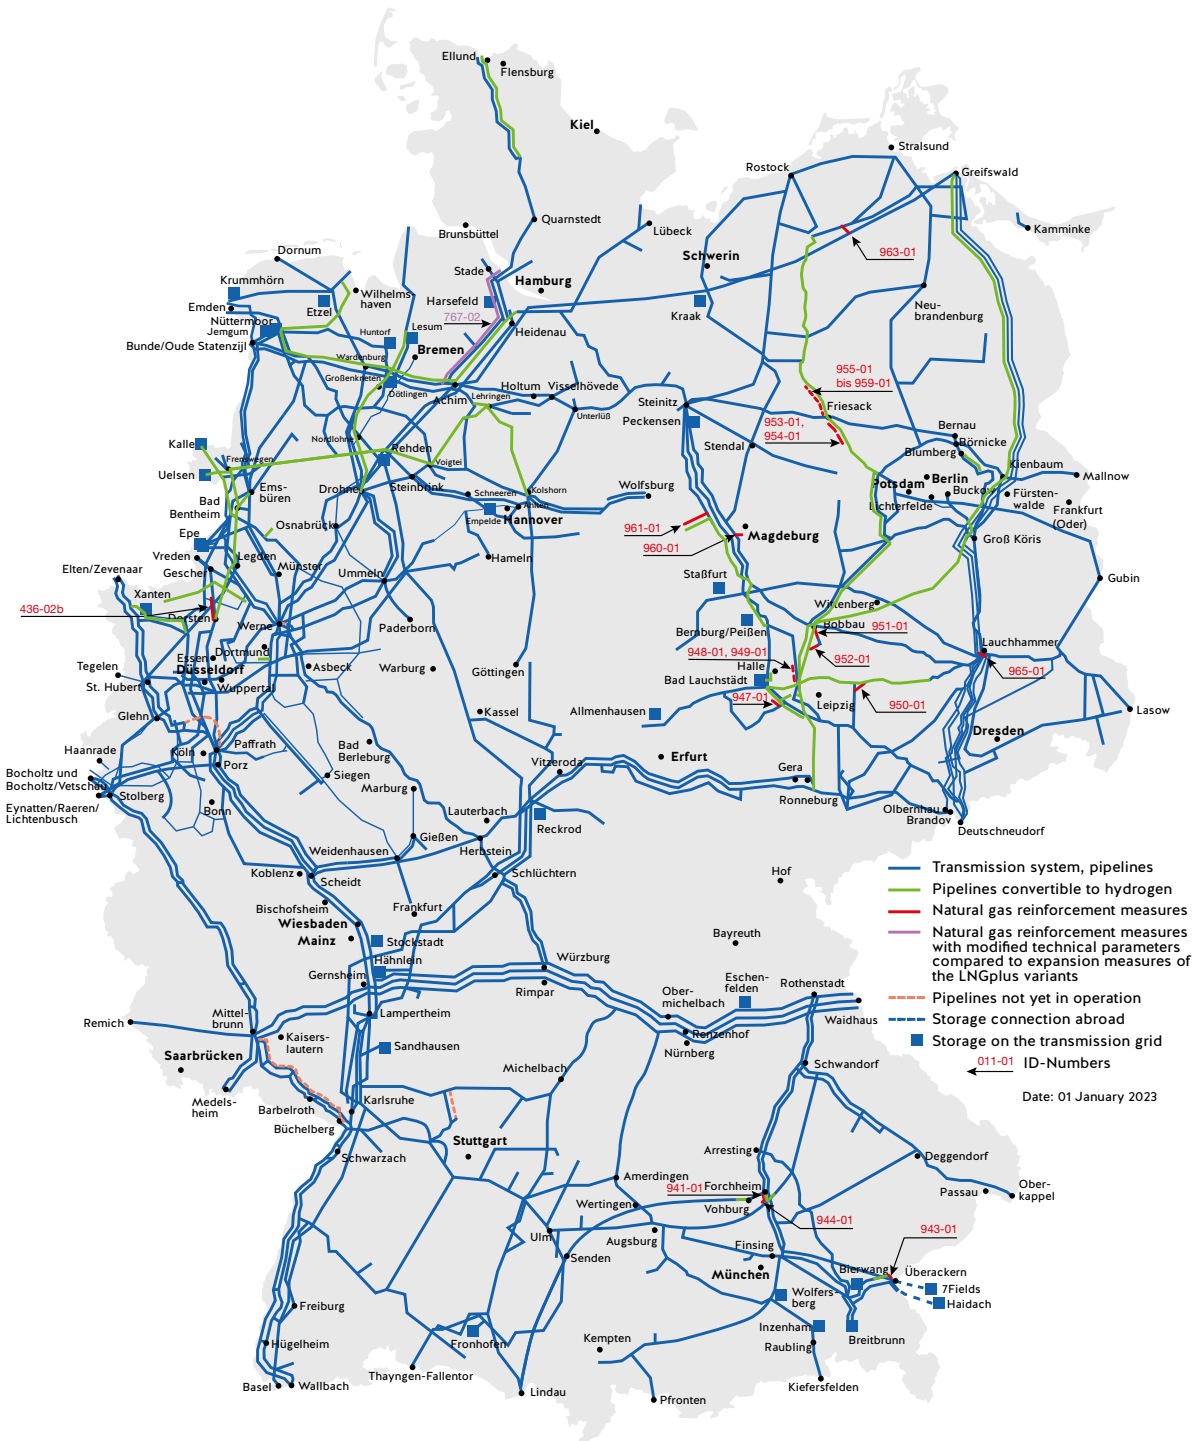 Ellund
Flensburg
Kiel
Stralsund
Rostock
Greifswald
Quarnstedt
Brunsbüttel
Lübeck
Kamminke
Dornum
Schwerin
963-01
Stade
Krummhörn
Hamburg
Wilhelms-
haven
Emden
Etzel
Harsefeld
Kraak
Neu-
brandenburg
Nüttermoor
Jemgum
767-02
Huntorf
Lesum
Heidenau
Bunde/Oude Statenzijl
Bremen
Wardenburg
955-01
bis 959-01
Großenkneten
Dötlingen
Achim
Lehringen
Holtum
Visselhövede
Unterlüß
Steinitz
Peckensen
Friesack
953-01,
954-01
Bernau
Börnicke
Blumberg
Stendal
Nordlohne
Rehden
Kalle
Frenswegen
Voigtei
Uelsen
Kienbaum
Mallnow
Ems-
büren
Drohne
Steinbrink
Schneeren
Kolshorn
Ahlten
Wolfsburg
Potsdam
Berlin
Buckow
Fürsten-
walde
Frankfurt
(Oder)
Lichterfelde
Bad
Bentheim
Osnabrück
Empelde
Hannover
961-01
960-01
Magdeburg
Groß Köris
Epe
Vreden
Legden
Gescher
Münster
Ummeln
Hameln
Gubin
Elten/Zevenaar
Xanten
Staßfurt
436-02b
Dorsten
Werne
Paderborn
Wittenberg
Bernburg/Peißen
Bobbau
951-01
Lauchhammer
Dortmund
Essen
Düsseldorf
Wuppertal
Asbeck
Warburg
Göttingen
948-01, 949-01
Halle
952-01
965-01
Tegelen
St. Hubert
Bad Lauchstädt
947-01
Leipzig
950-01
Glehn
Kassel
Allmenhausen
Lasow
Haanrade
Köln
Paffrath
Porz
Bad
Berleburg
Dresden
Bocholtz und
Bocholtz/Vetschau
Stolberg
Siegen
Vitzeroda
Erfurt
Gera
Ronneburg
Eynatten/Raeren/
Lichtenbusch
Bonn
Marburg
Lauterbach
Reckrod
Olbernhau
Brandov
Deutschneudorf
Gießen
Weidenhausen
Herbstein
Koblenz
Scheidt
Schlüchtern
Hof
Bischofsheim
Frankfurt
Wiesbaden
Mainz
Stockstadt
Bayreuth
Hähnlein
Gernsheim
Würzburg
Rimpar
Eschen-
felden
Rothenstadt
Ober-
michelbach
Waidhaus
Remich
Mittel-
brunn
Lampertheim
Renzenhof
Nürnberg
Kaisers-
lautern
Saarbrücken
Sandhausen
Michelbach
Schwandorf
Medels-
heim
Barbelroth
Büchelberg
Karlsruhe
Stuttgart
Schwarzach
Arresting
Deggendorf
Passau
Ober-
kappel
Amerdingen
941-01
Forchheim
Vohburg
Wertingen
944-01
943-01
Ulm
Augsburg
Senden
Finsing
München
Bierwang
Überackern
7Fields
Haidach
Wolfers-
berg
Freiburg
Inzenham
Raubling
Breitbrunn
Hügelheim
Fronhofen
Kempten
Basel
Wallbach
Thayngen-Fallentor
Lindau
Pfronten
Kiefersfelden
Transmission system, pipelines
Pipelines convertible to hydrogen
Natural gas reinforcement measures
Natural gas reinforcement measures
with modified technical parameters
compared to expansion measures of
the LNGplus variants
Pipelines not yet in operation
Storage connection abroad
Storage on the transmission grid
011-01
ID-Numbers
Date: 01 January 2023